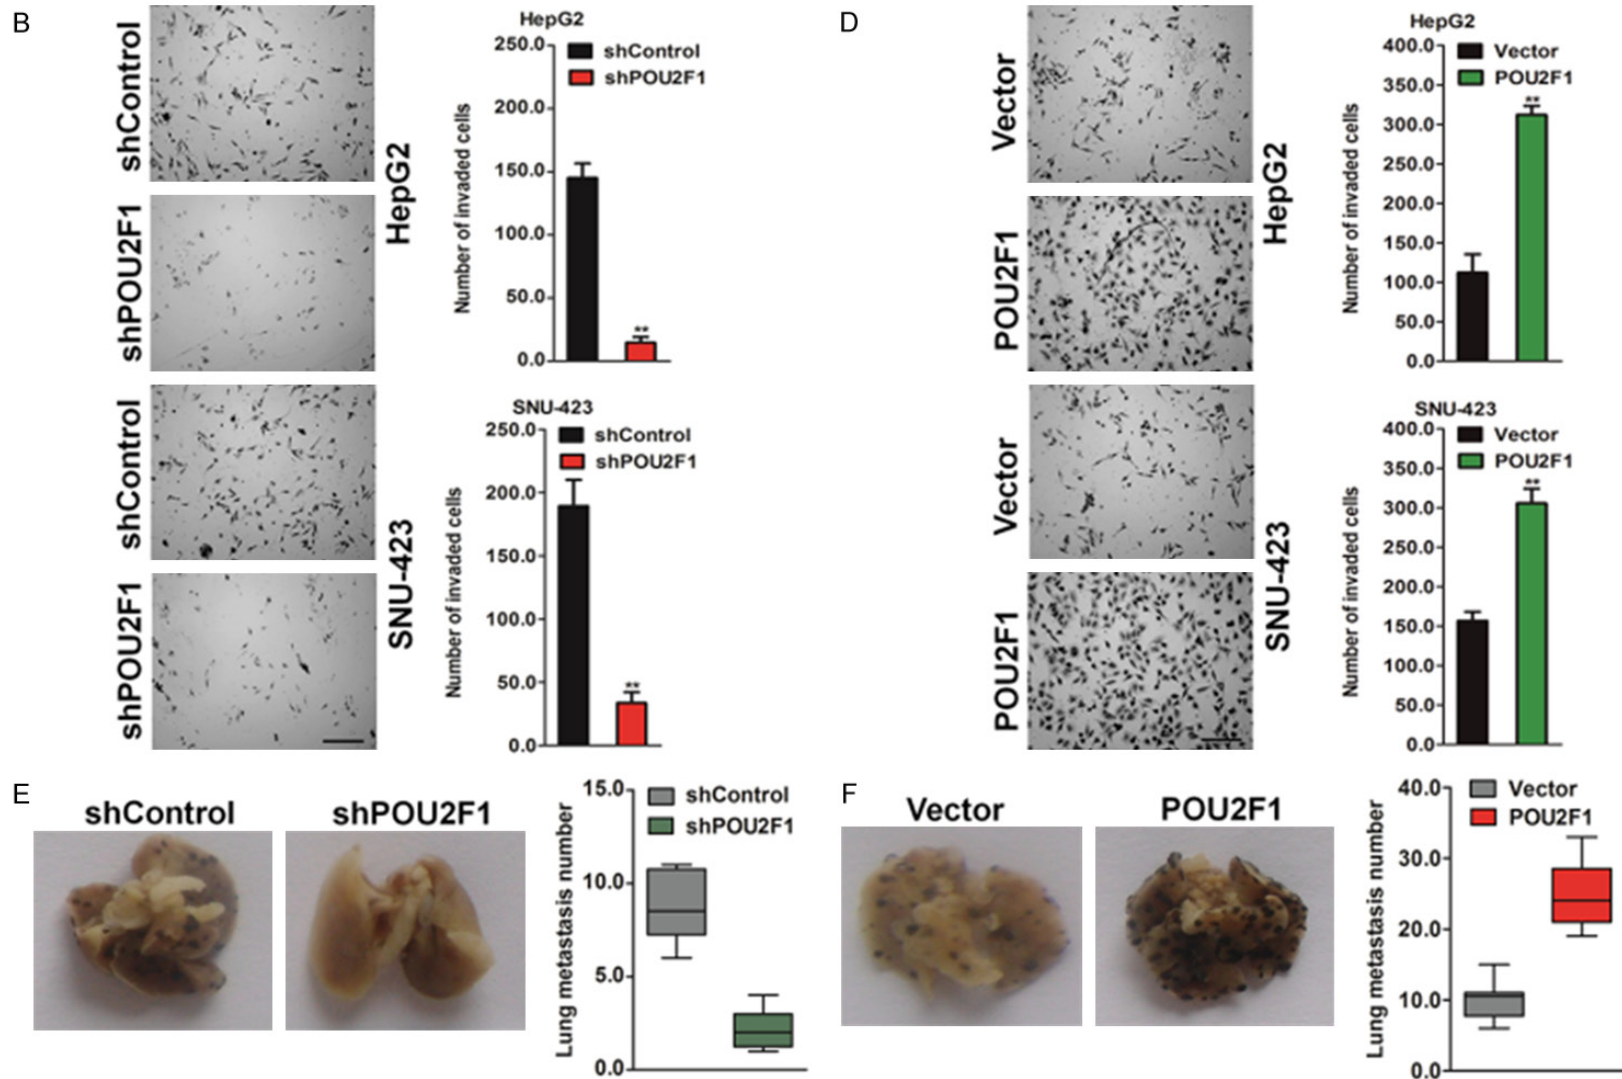 B
shControl
shPOU2F1
HepG2
shControl
shPOU2F1
SNU-423
HepG2
250.0
200.0
150.0
100.0
50.0
0.0
Number of invaded cells
shControl
shPOU2F1
**
SNU-423
250.0
200.0
150.0
100.0
50.0
0.0
Number of invaded cells
shControl
shPOU2F1
**
D
Vector
POU2F1
HepG2
Vector
POU2F1
SNU-423
HepG2
400.0
350.0
300.0
250.0
200.0
150.0
100.0
50.0
0.0
Number of invaded cells
Vector
POU2F1
**
SNU-423
400.0
350.0
300.0
250.0
200.0
150.0
100.0
50.0
0.0
Number of invaded cells
Vector
POU2F1
**
E
shControl
shPOU2F1
15.0
10.0
5.0
0.0
Lung metastasis number
shControl
shPOU2F1
F
Vector
POU2F1
40.0
30.0
20.0
10.0
0.0
Lung metastasis number
Vector
POU2F1